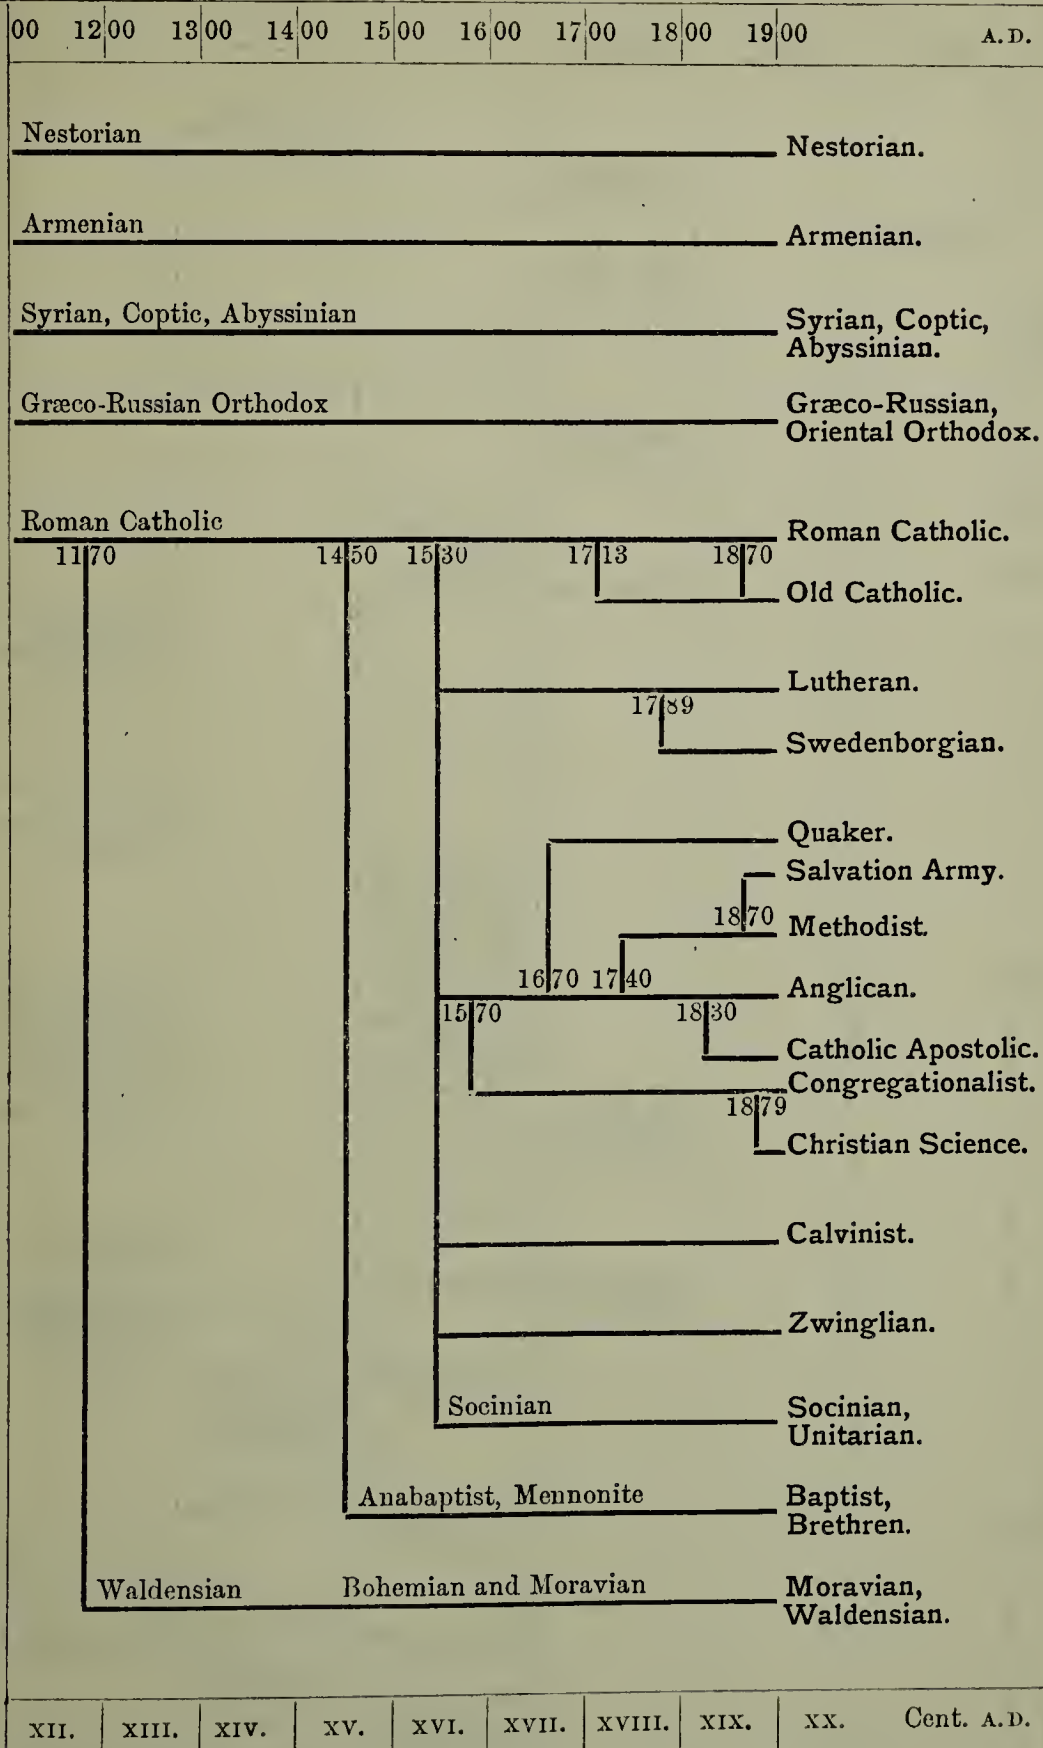 00 1200 1300 1400 1500 1600 1700 1800 1900 A.D.
Nestorian
Nestorian.
Armenian
Armenian.
Syrian, Coptic, Abyssinian
Syrian, Coptic,
Abyssinian.
Græco-Russian Orthodox
Græco-Russian,
Oriental Orthodox.
Roman Catholic
Roman Catholic.
1170 1450 1530 1713 1870
Old Catholic.
Lutheran.
1789
Swedenborgian.
Quaker.
Salvation Army.
1870
Methodist.
1670 1740
Anglican.
1570 1830
Catholic Apostolic.
Congregationalist.
1879
Christian Science.
Calvinist.
Zwinglian.
Socinian
Socinian,
Unitarian.
Anabaptist, Mennonite
Baptist,
Brethren.
Waldensian Bohemian and Moravian
Moravian,
Waldensian.
XII. XIII. XIV. XV. XVI. XVII. XVIII. XIX. XX. Cent. A.D.